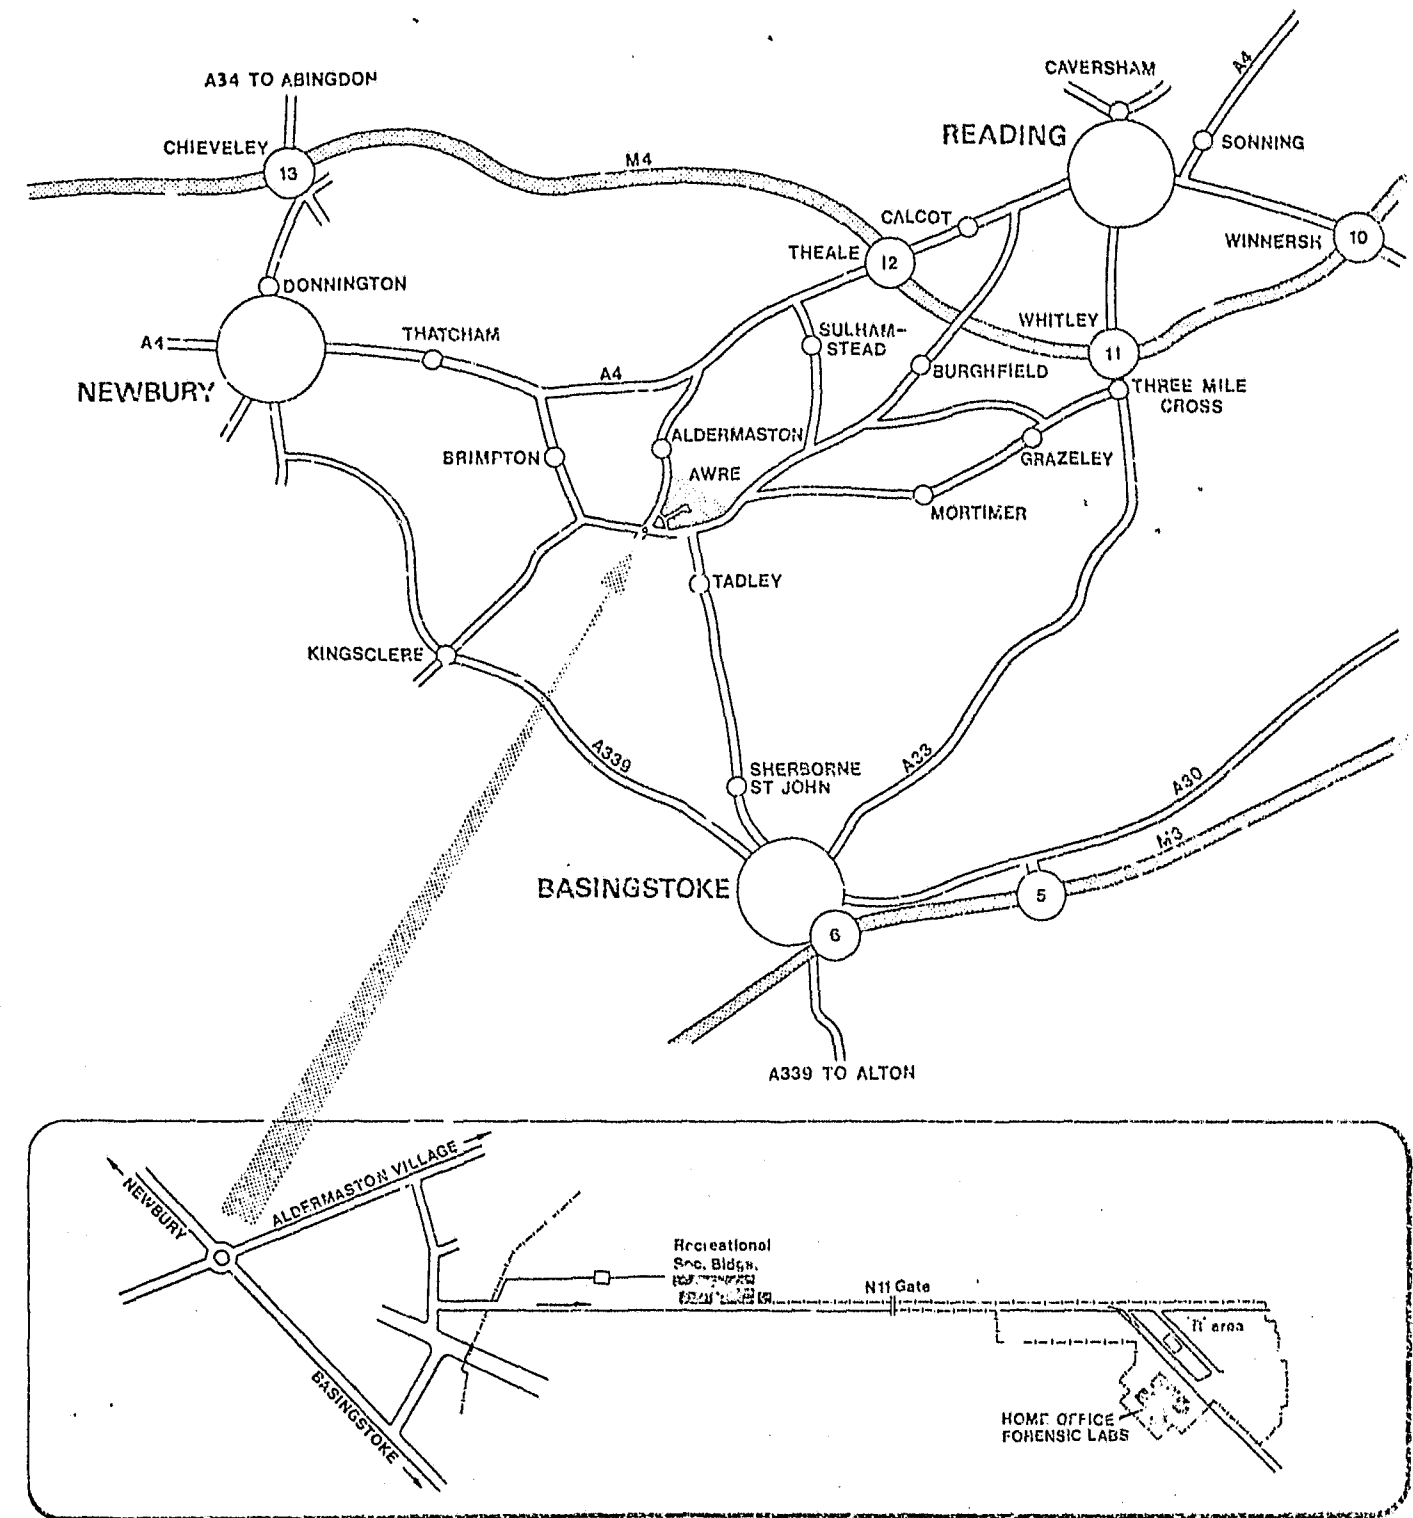 A34 TO ABINGDON
CHIEVELEY
13
M4
CAVERSHAM
READING
A4
SONNING
CALCOT
THEALE
12
WINNERSH
10
DONNINGTON
A4
NEWBURY
THATCHAM
A4
SULHAM-
STEAD
WHITLEY
11
BURGHFIELD
THREE MILE
CROSS
BRIMPTON
ALDERMASTON
AWRE
GRAZELEY
MORTIMER
TADLEY
KINGSCLERE
A339
SHERBORNE
ST JOHN
A33
A30
M3
BASINGSTOKE
5
6
A339 TO ALTON
NEWBURY
ALDERMASTON VILLAGE
BASINGSTOKE
Recreational
Soc. Bldgs.
N11 Gate
area
HOME OFFICE
FORENSIC LABS